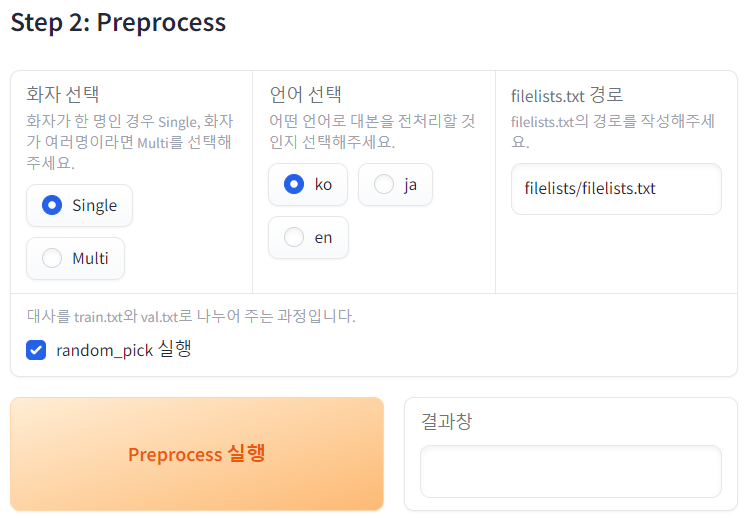 Step 2: Preprocess
화자 선택
화자가 한 명인 경우 Single, 화자
가 여러명이라면 Multi를 선택해
주세요.
Single
Multi
언어 선택
어떤 언어로 대본을 전처리할 것
인지 선택해주세요.
ko
ja
en
filelists.txt 경로
filelists.txt의 경로를 작성해주세
요.
filelists/filelists.txt
대사를 train.txt와 val.txt로 나누어 주는 과정입니다.
random_pick 실행
Preprocess 실행
결과창